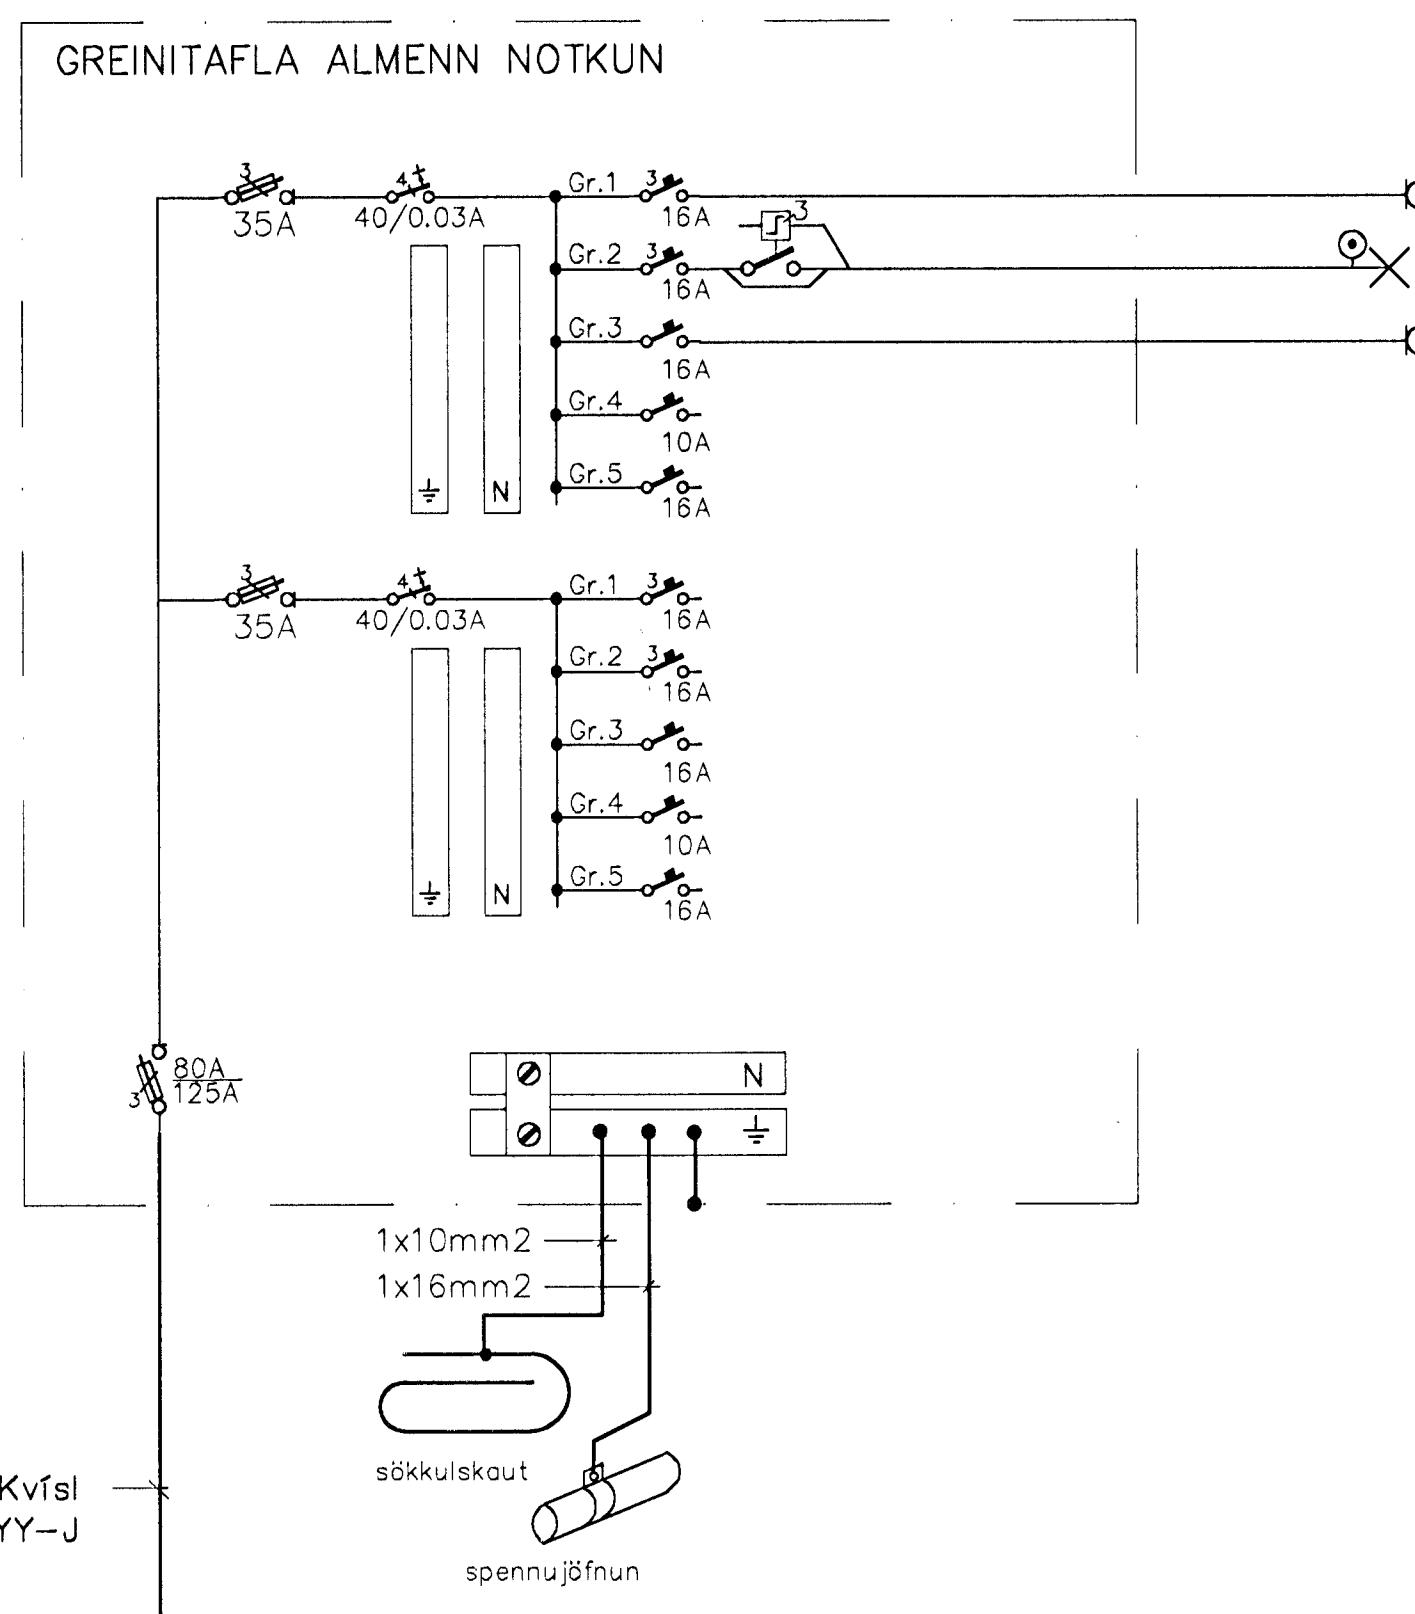 GREINITAFLA ALMENN NOTKUN
3
35A
4
40/0.03A
Gr.1 3
16A
3
Gr.2 3
16A
Gr.3
16A
Gr.4
10A
Gr.5
16A
N
3
35A
4
40/0.03A
Gr.1 3
16A
Gr.2 3
16A
Gr.3
16A
Gr.4
10A
Gr.5
16A
N
80A
125A
3
N
1x10mm2
1x16mm2
sökkulskaut
Kvísl
YY-J
spennujöfnun